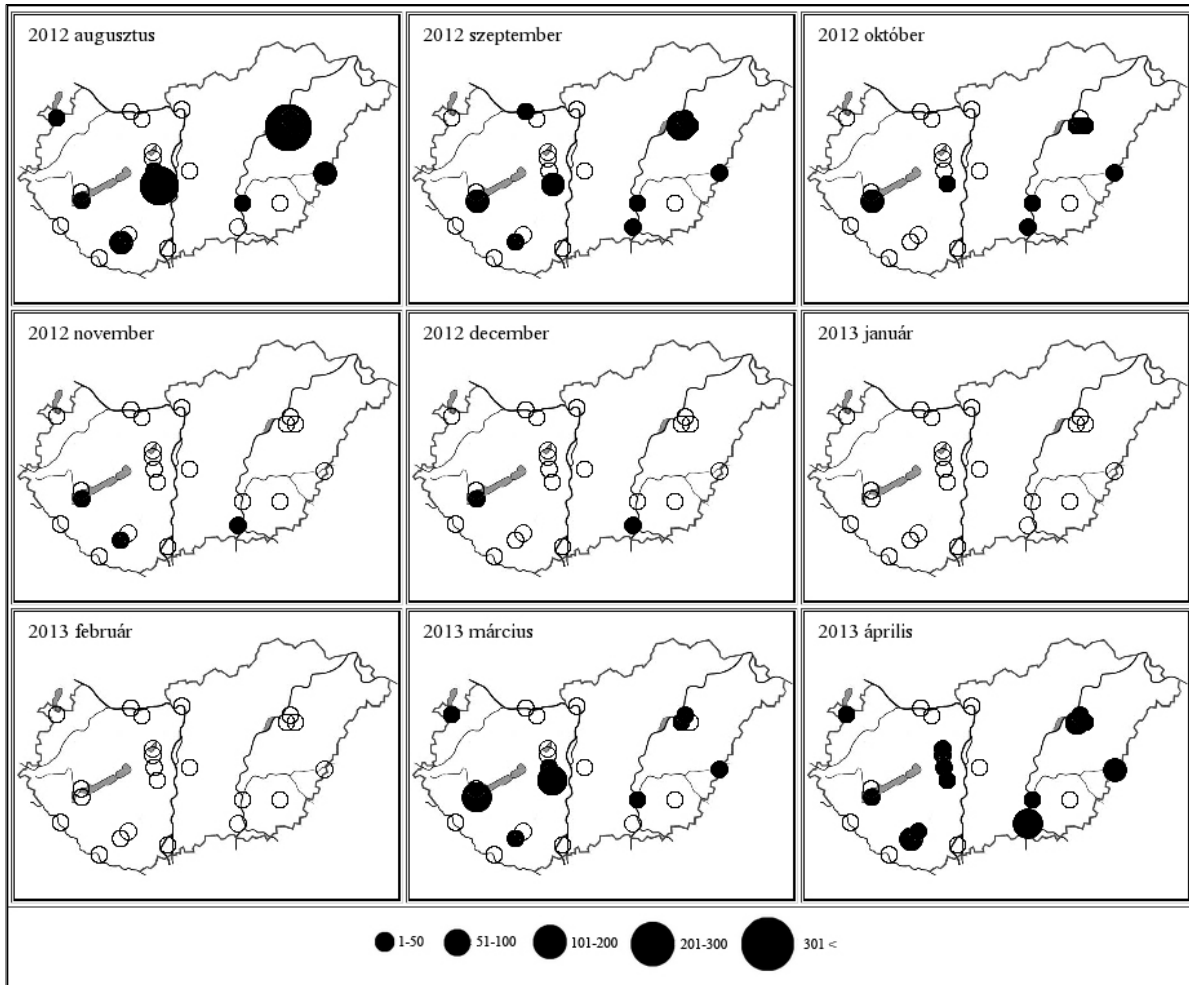 2012 augusztus
2012 szeptember
2012 október
2012 november
2012 december
2013 január
2013 február
2013 március
2013 április
1-50
51-100
101-200
201-300
301 <